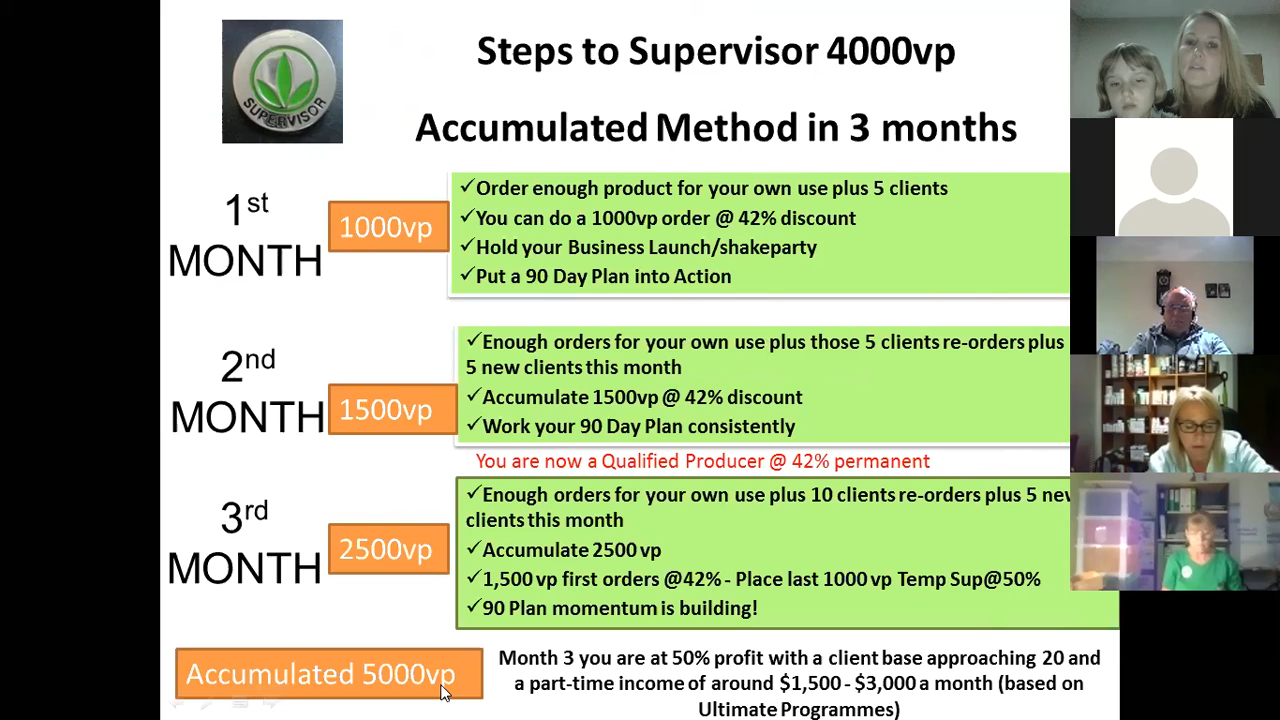 Steps to Supervisor 4000vp
Accumulated Method in 3 months
SUPERVISOR
1st
MONTH
1000vp
✓Order enough product for your own use plus 5 clients
✓You can do a 1000vp order @ 42% discount
✓Hold your Business Launch/shakeparty
✓Put a 90 Day Plan into Action
2nd
MONTH
1500vp
✓Enough orders for your own use plus those 5 clients re-orders plus
5 new clients this month
✓Accumulate 1500vp @ 42% discount
✓Work your 90 Day Plan consistently
You are now a Qualified Producer @ 42% permanent
3rd
MONTH
2500vp
✓Enough orders for your own use plus 10 clients re-orders plus 5
clients this month
✓Accumulate 2500 vp
✓1,500 vp first orders @42% - Place last 1000 vp Temp Sup@50%
✓90 Plan momentum is building!
Accumulated 5000vp
Month 3 you are at 50% profit with a client base approaching 20 and
a part-time income of around $1,500 - $3,000 a month (based on
Ultimate Programmes)